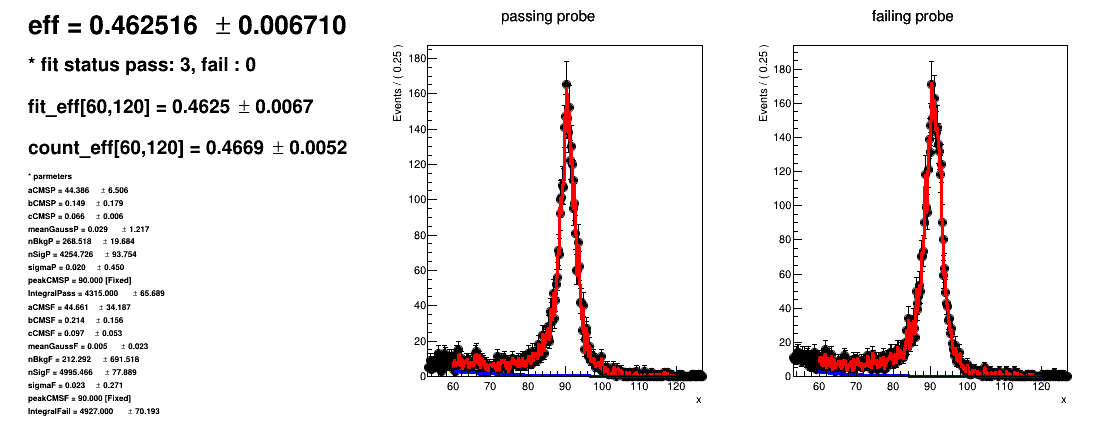 eff = 0.462516 ± 0.006710
* fit status pass: 3, fail : 0
fit_eff[60,120] = 0.4625 ± 0.0067
count_eff[60,120] = 0.4669 ± 0.0052
* parmeters
aCMSP = 44.386 ± 6.506
bCMSP = 0.149 ± 0.179
cCMSP = 0.066 ± 0.006
meanGaussP = 0.029 ± 1.217
nBkgP = 268.518 ± 19.684
nSigP = 4254.726 ± 93.754
sigmaP = 0.020 ± 0.450
peakCMSP = 90.000 [Fixed]
IntegralPass = 4315.000 ± 65.689
aCMSF = 44.661 ± 34.187
bCMSF = 0.214 ± 0.156
cCMSF = 0.097 ± 0.053
meanGaussF = 0.005 ± 0.023
nBkgF = 212.292 ± 691.518
nSigF = 4995.466 ± 77.889
sigmaF = 0.023 ± 0.271
peakCMSF = 90.000 [Fixed]
IntegralFail = 4927.000 ± 70.193
passing probe
Events / ( 0.25 )
180
160
140
120
100
80
60
40
20
0
60 70 80 90 100 110 120
x
failing probe
Events / ( 0.25 )
180
160
140
120
100
80
60
40
20
0
60 70 80 90 100 110 120
x